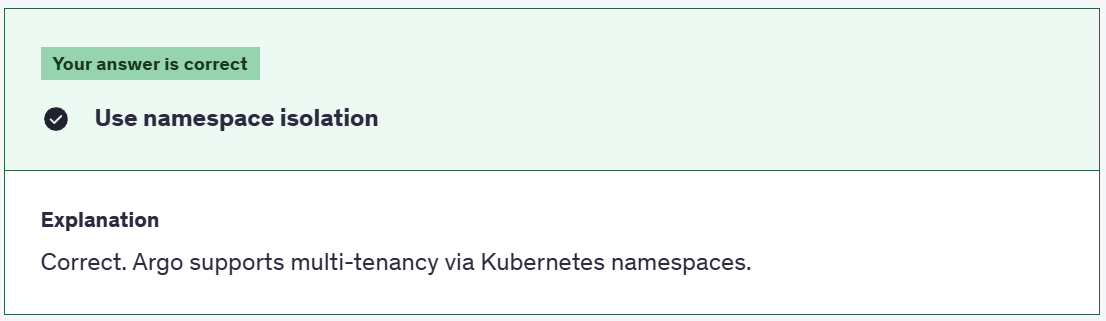 Your answer is correct
Use namespace isolation
Explanation
Correct. Argo supports multi-tenancy via Kubernetes namespaces.